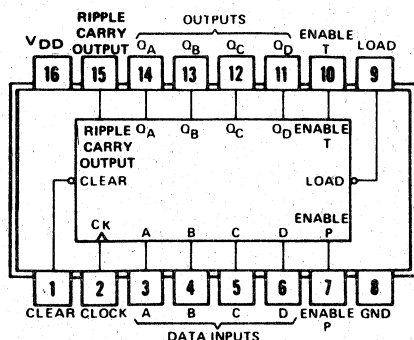 RIPPLE CARRY OUTPUT
OUTPUTS
VDD
QA QB QC QD
ENABLE T
LOAD
16 15 14 13 12 11 10 9
RIPPLE CARRY OUTPUT
QA QB QC QD
ENABLE T
CLEAR
LOAD
CK A B C D
ENABLE P
1 2 3 4 5 6 7 8
CLEAR CLOCK A B C D ENABLE P GND
DATA INPUTS